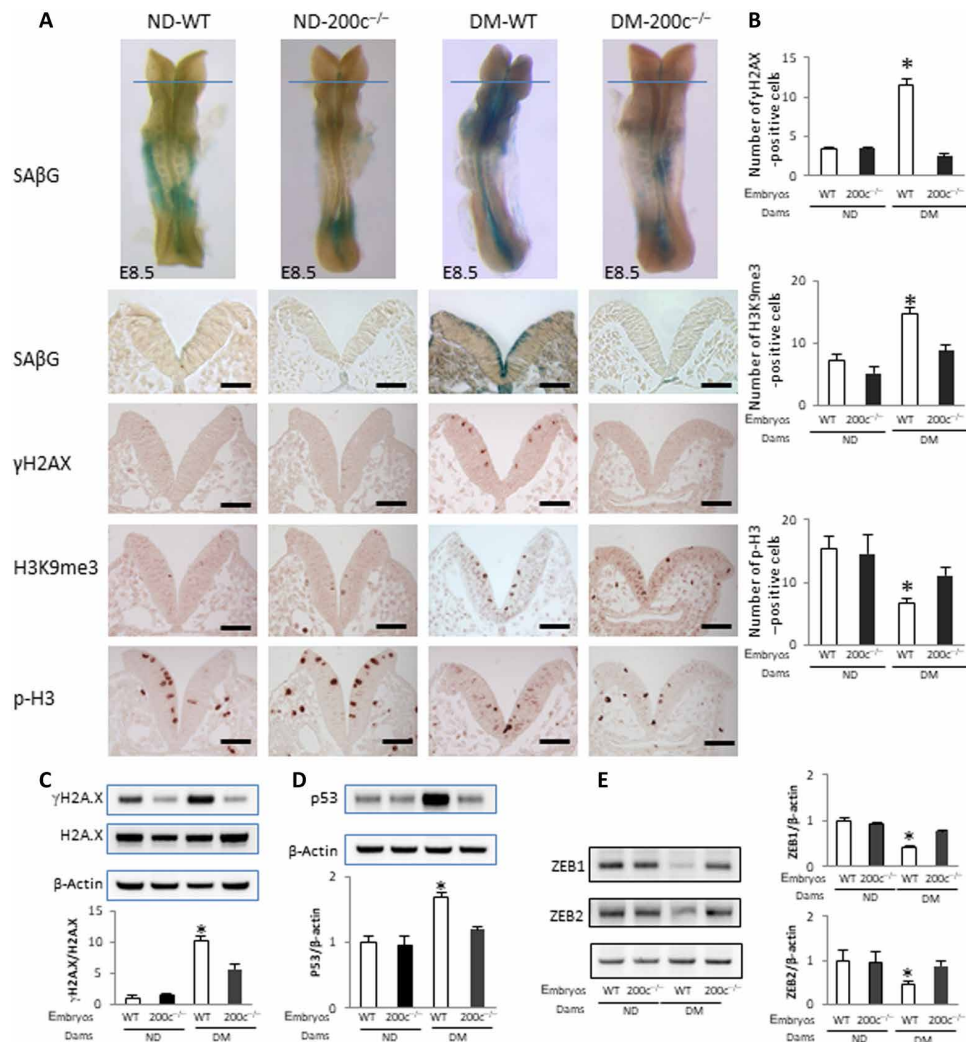 A
ND-WT ND-200c−/− DM-WT DM-200c−/−
SAβG
E8.5 E8.5 E8.5 E8.5
SAβG
γH2AX
H3K9me3
p-H3
B
Number of γH2AX
-positive cells
15
10
5
0
Embryos WT 200c−/− WT 200c−/−
Dams ND DM
*
Number of H3K9me3
-positive cells
20
10
0
Embryos WT 200c−/− WT 200c−/−
Dams ND DM
*
Number of p-H3
–positive cells
20
15
10
5
0
Embryos WT 200c−/− WT 200c−/−
Dams ND DM
*
C
γH2A.X
H2A.X
β-Actin
γH2A.X/H2A.X
10
5
0
Embryos WT 200c−/− WT 200c−/−
Dams ND DM
*
D
p53
β-Actin
P53/β-actin
2
1
0
Embryos WT 200c−/− WT 200c−/−
Dams ND DM
*
E
ZEB1
ZEB2
Embryos WT 200c−/− WT 200c−/−
Dams ND DM
ZEB1/β-actin
2
1
0
Embryos WT 200c−/− WT 200c−/−
Dams ND DM
*
ZEB2/β-actin
2
1
0
Embryos WT 200c−/− WT 200c−/−
Dams ND DM
*